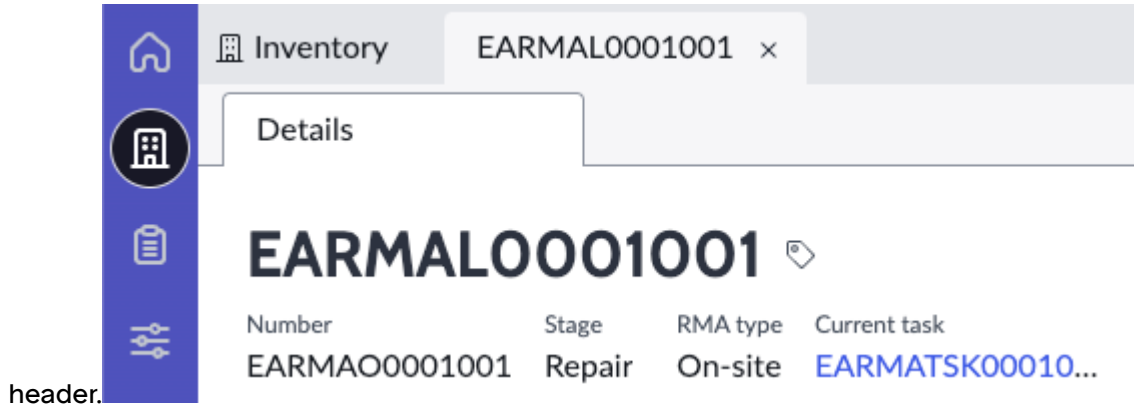 Inventory EARMAL0001001 ×
Details
EARMAL0001001
Number Stage RMA type Current task
EARMAO0001001 Repair On-site EARMATSK00010...
header.